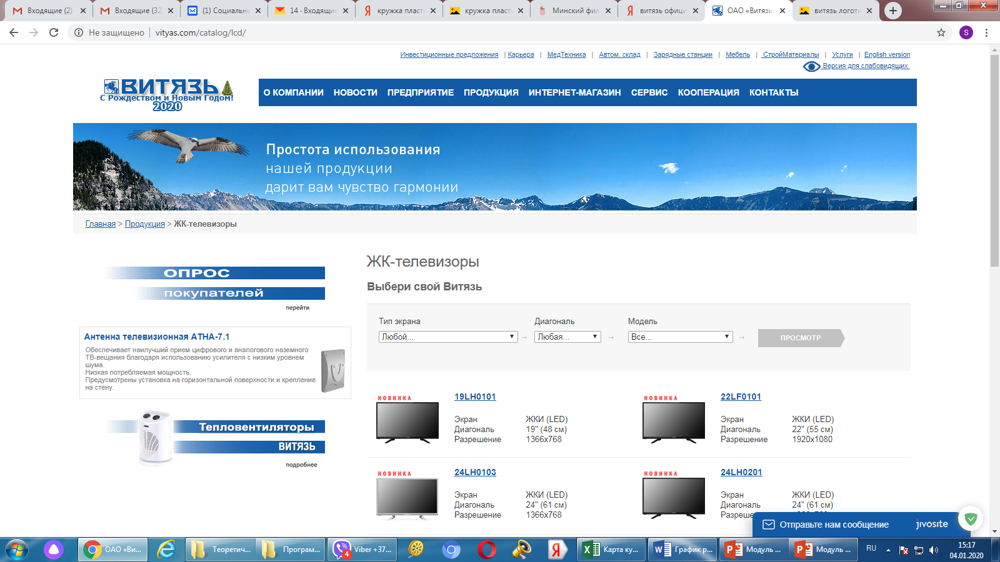 Входящие (2)
Входящие (32
(1) Социальн
14 · Входящие
кружка пласт
кружка пласт
Минский фил
витязь офици
ОАО «Витязь
витязь логоти
Не защищено
vityas.com/catalog/lcd/
S
Инвестиционные предложения | Карьера | МедТехника | Автом. склад | Зарядные станции | Мебель | СтройМатериалы | Услуги | English version
Версия для слабовидящих
ВИТЯЗЬ
С Рождеством и Новым Годом!
2020
О КОМПАНИИ НОВОСТИ ПРЕДПРИЯТИЕ ПРОДУКЦИЯ ИНТЕРНЕТ-МАГАЗИН СЕРВИС КООПЕРАЦИЯ КОНТАКТЫ
Простота использования
нашей продукции
дарит вам чувство гармонии
Главная > Продукция > ЖК-телевизоры
ОПРОС
покупателей
перейти
Антенна телевизионная АТНА-7.1
Обеспечивает наилучший прием цифрового и аналогового наземного
ТВ-вещания благодаря использованию усилителя с низким уровнем
шума.
Низкая потребляемая мощность.
Предусмотрены установка на горизонтальной поверхности и крепление
на стену.
Тепловентиляторы
ВИТЯЗЬ
подробнее
ЖК-телевизоры
Выбери свой Витязь
Тип экрана
Любой...
Диагональ
Любая...
Модель
Все...
ПРОСМОТР
НОВИНКА
19LH0101
Экран ЖКИ (LED)
Диагональ 19" (48 см)
Разрешение 1366x768
НОВИНКА
22LF0101
Экран ЖКИ (LED)
Диагональ 22" (55 см)
Разрешение 1920x1080
НОВИНКА
24LH0103
Экран ЖКИ (LED)
Диагональ 24" (61 см)
Разрешение 1366x768
НОВИНКА
24LH0201
Экран ЖКИ (LED)
Диагональ 24" (61 см)
Отправьте нам сообщение
jivosite
ОАО «Ви...
Теоретич...
Програм...
4
Viber +37...
Карта ку...
График р...
Модуль ...
Модуль ...
RU
15:17
04.01.2020